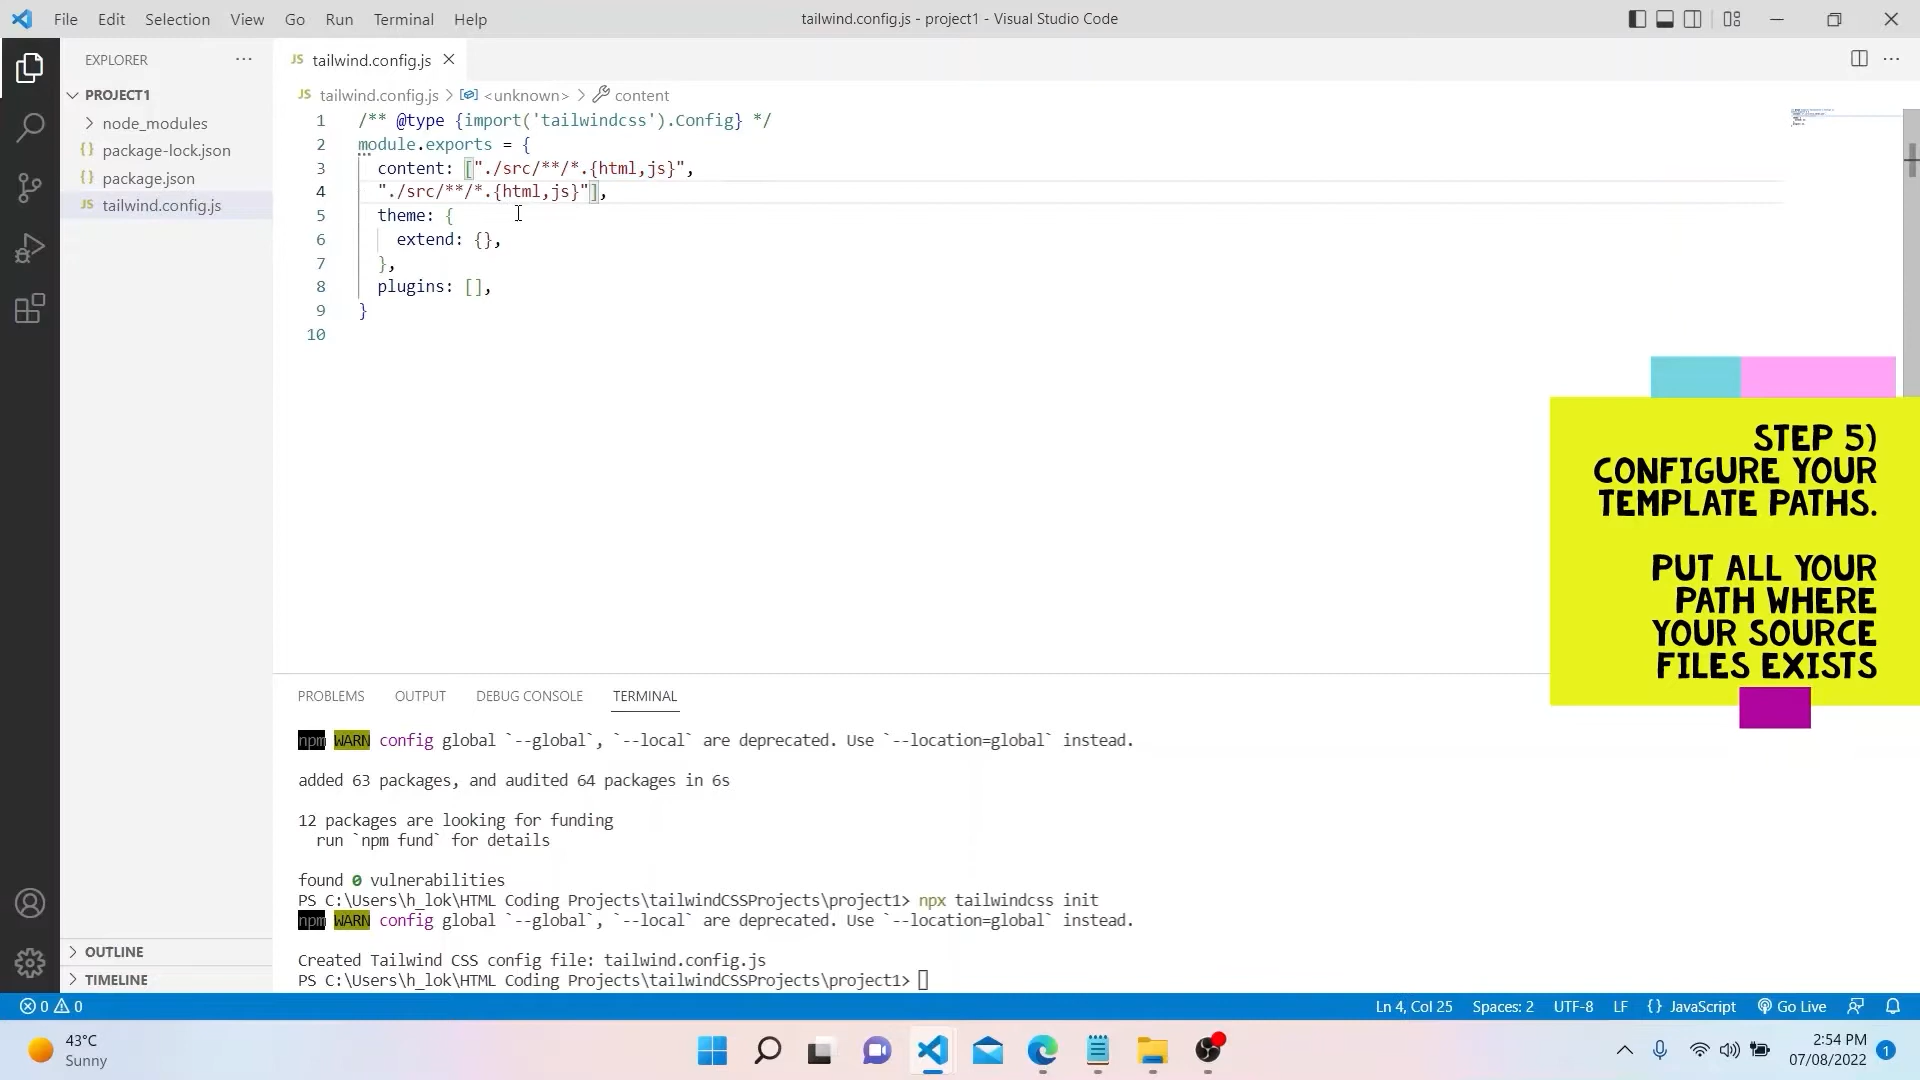 File Edit Selection View Go Run Terminal Help
tailwind.config.js - project1 - Visual Studio Code
EXPLORER
PROJECT1
node_modules
package-lock.json
package.json
JS tailwind.config.js
OUTLINE
TIMELINE
JS tailwind.config.js
JS tailwind.config.js > <unknown> > content
1 /** @type {import('tailwindcss').Config} */
2 module.exports = {
3 content: ["./src/**/*.{html,js}",
4 "./src/**/*.{html,js}"],
5 theme: {
6 extend: {},
7 },
8 plugins: [],
9 }
10
STEP 5)
CONFIGURE YOUR
TEMPLATE PATHS.
PUT ALL YOUR
PATH WHERE
YOUR SOURCE
FILES EXISTS
PROBLEMS OUTPUT DEBUG CONSOLE TERMINAL
npm WARN config global `--global`, `--local` are deprecated. Use `--location=global` instead.
added 63 packages, and audited 64 packages in 6s
12 packages are looking for funding
run `npm fund` for details
found 0 vulnerabilities
PS C:\Users\h_lok\HTML Coding Projects\tailwindCSSProjects\project1> npx tailwindcss init
npm WARN config global `--global`, `--local` are deprecated. Use `--location=global` instead.
Created Tailwind CSS config file: tailwind.config.js
PS C:\Users\h_lok\HTML Coding Projects\tailwindCSSProjects\project1>
0 0
Ln 4, Col 25 Spaces: 2 UTF-8 LF {} JavaScript Go Live
43°C
Sunny
2:54 PM
07/08/2022
1